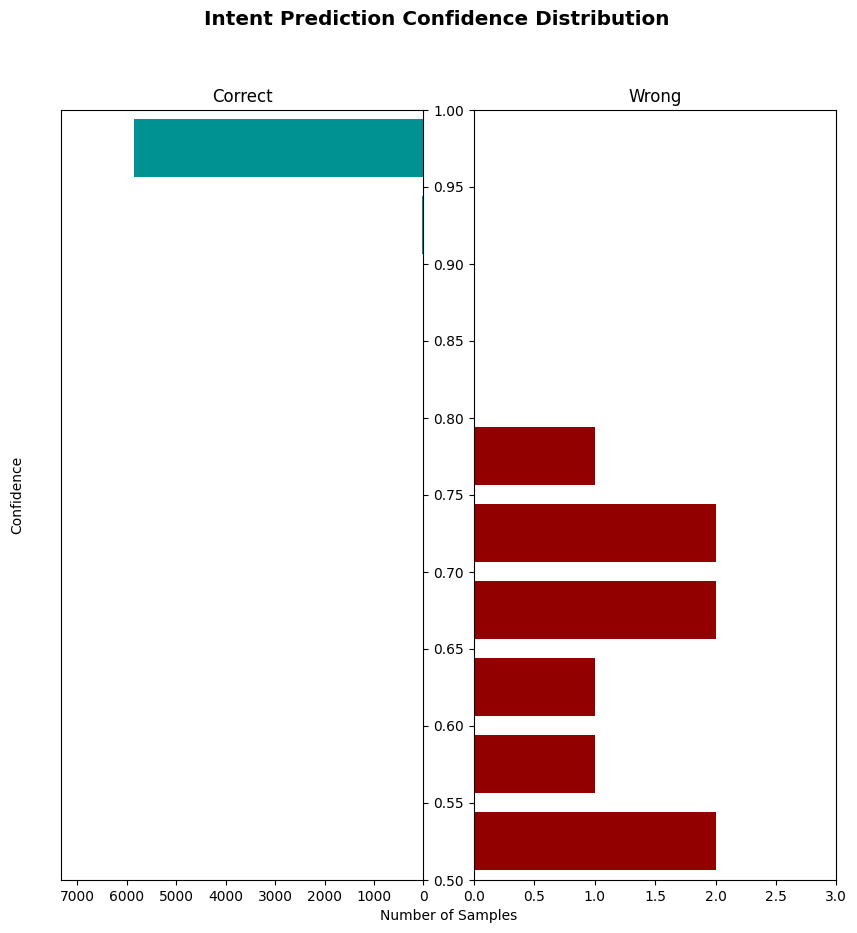 Intent Prediction Confidence Distribution
Correct
Wrong
1.00
0.95
0.90
0.85
0.80
0.75
0.70
0.65
0.60
0.55
0.50
Confidence
7000 6000 5000 4000 3000 2000 1000 0
0.0 0.5 1.0 1.5 2.0 2.5 3.0
Number of Samples